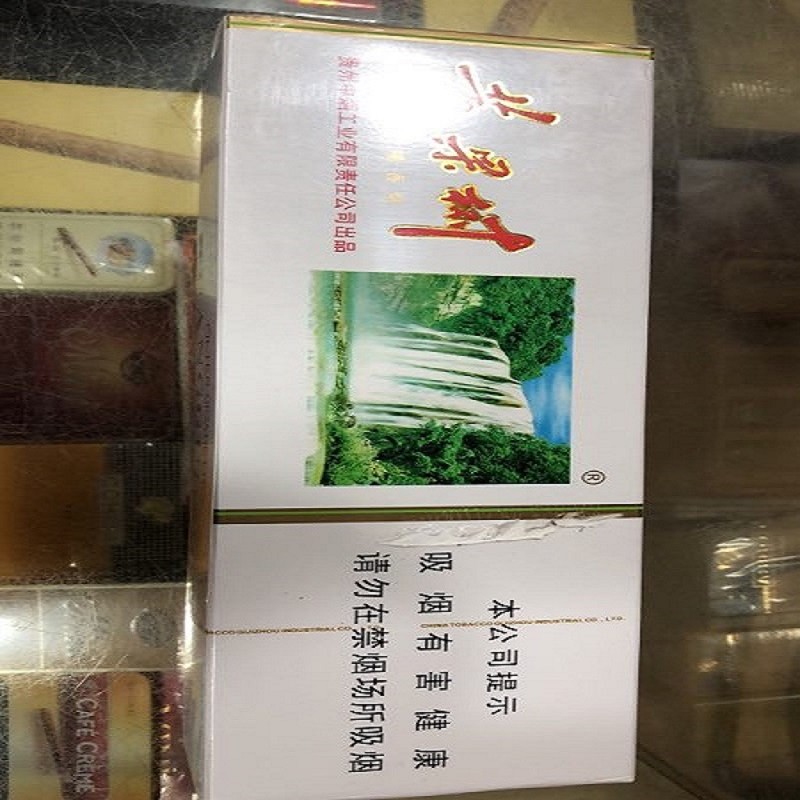 黄果树
贵州中烟工业有限责任公司出品
®
本公司提示
吸烟有害健康
请勿在禁烟场所吸烟
CHINA TOBACCO GUIZHOU INDUSTRIAL CO., LTD.
CAFÉ CRÈME